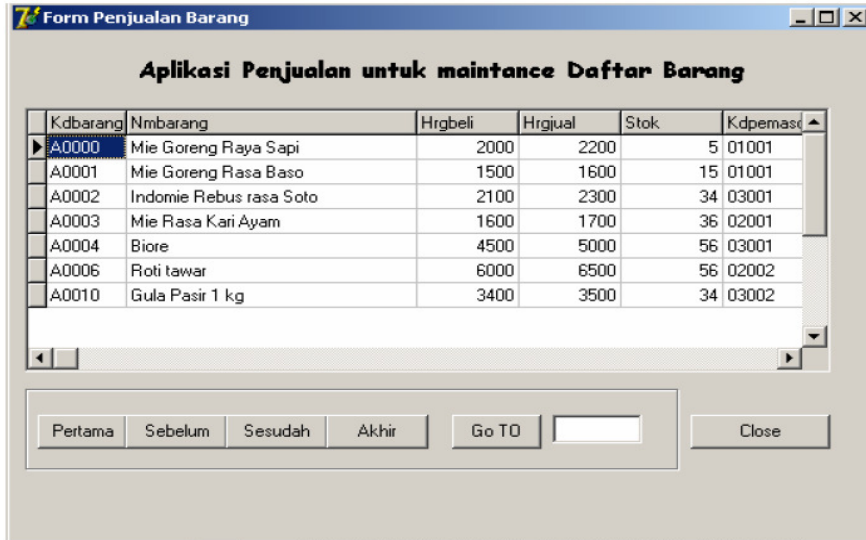 Form Penjualan Barang
Aplikasi Penjualan untuk maintance Daftar Barang
Kdbarang Nmbarang Hrgbeli Hrgjual Stok Kdpemaso
A0000 Mie Goreng Raya Sapi 2000 2200 5 01001
A0001 Mie Goreng Rasa Baso 1500 1600 15 01001
A0002 Indomie Rebus rasa Soto 2100 2300 34 03001
A0003 Mie Rasa Kari Ayam 1600 1700 36 02001
A0004 Biore 4500 5000 56 03001
A0006 Roti tawar 6000 6500 56 02002
A0010 Gula Pasir 1 kg 3400 3500 34 03002
Pertama Sebelum Sesudah Akhir Go TO Close